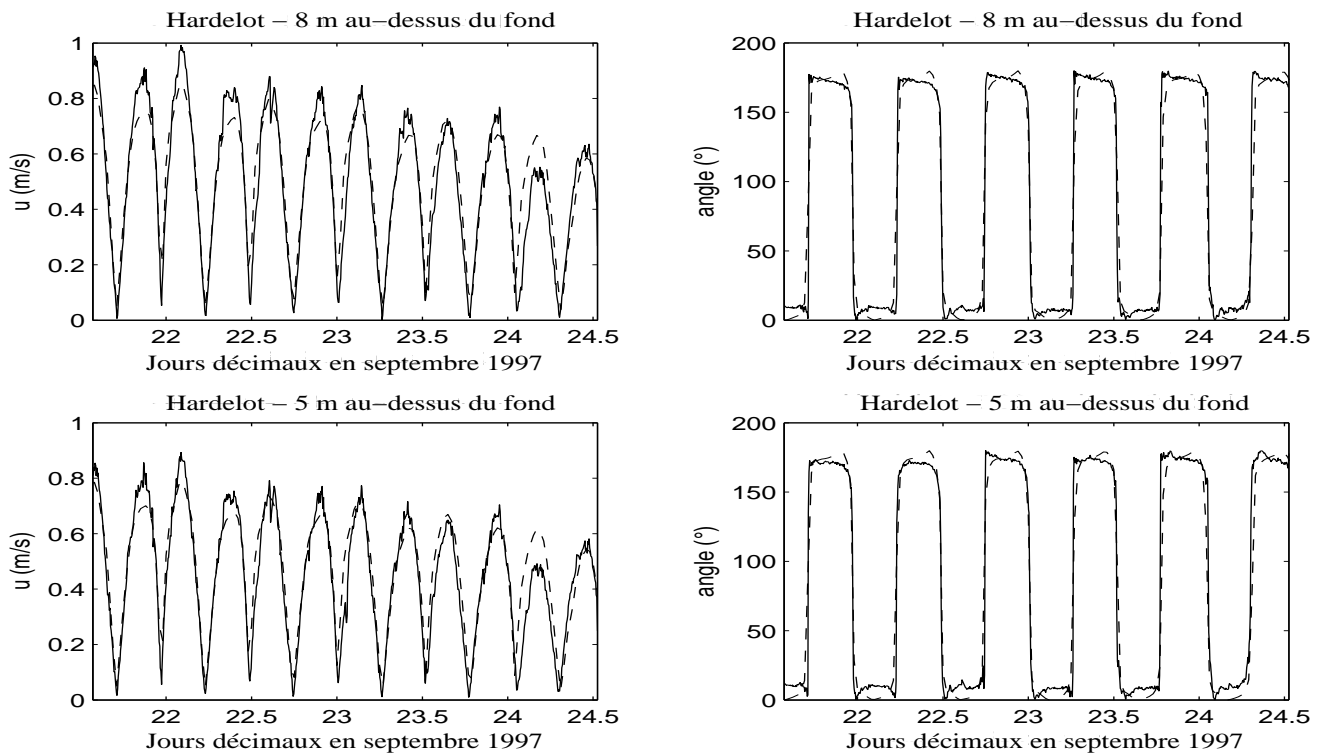 Hardelot − 8 m au−dessus du fond
1
0.8
0.6
0.4
0.2
0
u (m/s)
22 22.5 23 23.5 24 24.5
Jours décimaux en septembre 1997
Hardelot − 8 m au−dessus du fond
200
150
100
50
0
angle (°)
22 22.5 23 23.5 24 24.5
Jours décimaux en septembre 1997
Hardelot − 5 m au−dessus du fond
1
0.8
0.6
0.4
0.2
0
u (m/s)
22 22.5 23 23.5 24 24.5
Jours décimaux en septembre 1997
Hardelot − 5 m au−dessus du fond
200
150
100
50
0
angle (°)
22 22.5 23 23.5 24 24.5
Jours décimaux en septembre 1997